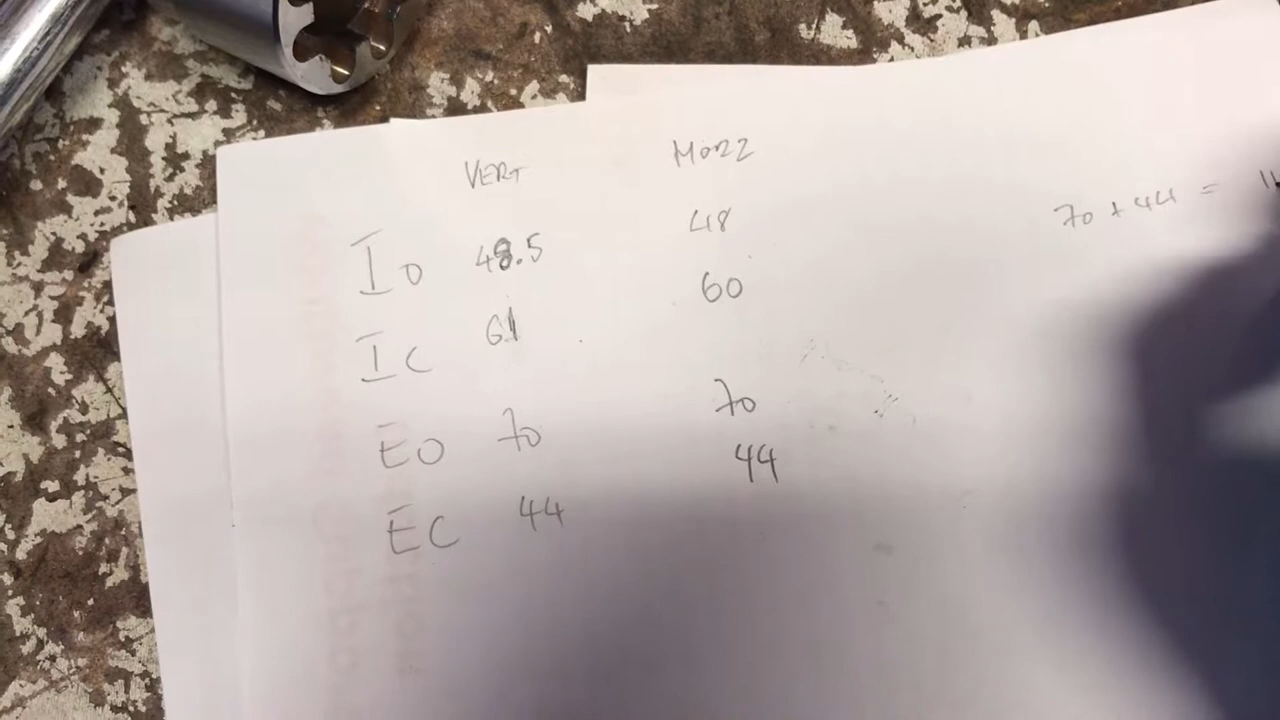 VERT HORZ
IO 48.5 48
IC 61 60
EO 70 70
EC 44 44
70 + 44 =